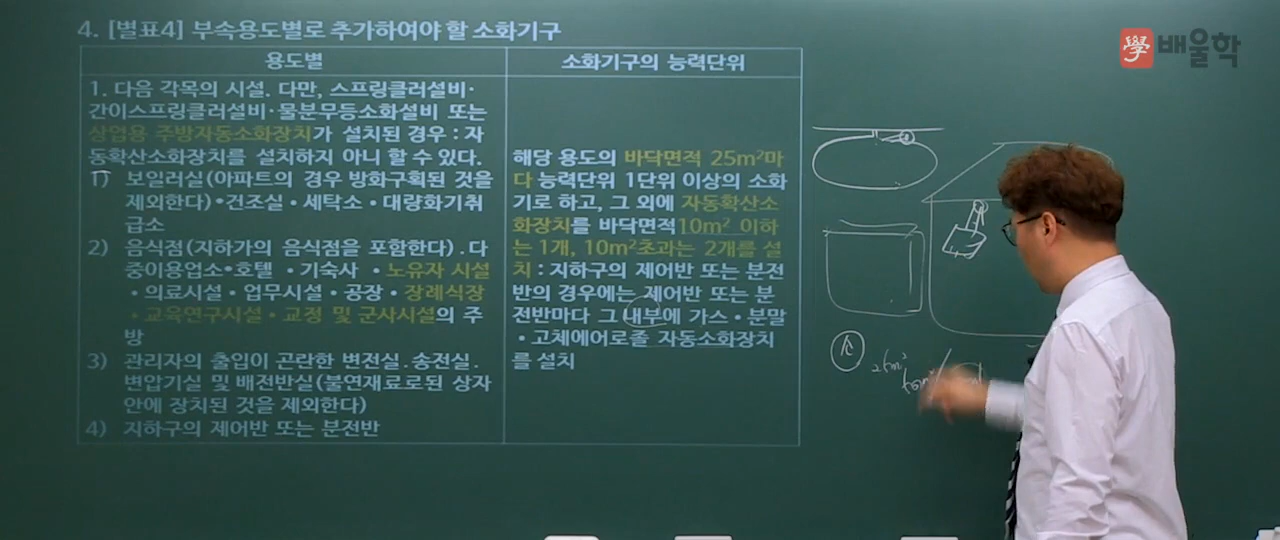 4. [별표4] 부속용도별로 추가하여야 할 소화기구
學 배울학
용도별
소화기구의 능력단위
1. 다음 각목의 시설. 다만, 스프링클러설비·
간이스프링클러설비·물분무등소화설비 또는
상업용 주방자동소화장치가 설치된 경우 : 자
동확산소화장치를 설치하지 아니 할 수 있다.
1) 보일러실(아파트의 경우 방화구획된 것을
제외한다)•건조실·세탁소·대량화기취
급소
2) 음식점(지하가의 음식점을 포함한다).다
중이용업소•호텔 ·기숙사 ·노유자 시설
·의료시설·업무시설·공장·장례식장
·교육연구시설·교정 및 군사시설의 주
방
3) 관리자의 출입이 곤란한 변전실.송전실.
변압기실 및 배전반실(불연재료로된 상자
안에 장치된 것을 제외한다)
4) 지하구의 제어반 또는 분전반
해당 용도의 바닥면적 25m²마
다 능력단위 1단위 이상의 소화
기로 하고, 그 외에 자동확산소
화장치를 바닥면적10m² 이하
는 1개, 10m²초과는 2개를 설
치 : 지하구의 제어반 또는 분전
반의 경우에는 제어반 또는 분
전반마다 그 내부에 가스·분말
·고체에어로졸 자동소화장치
를 설치
25m²